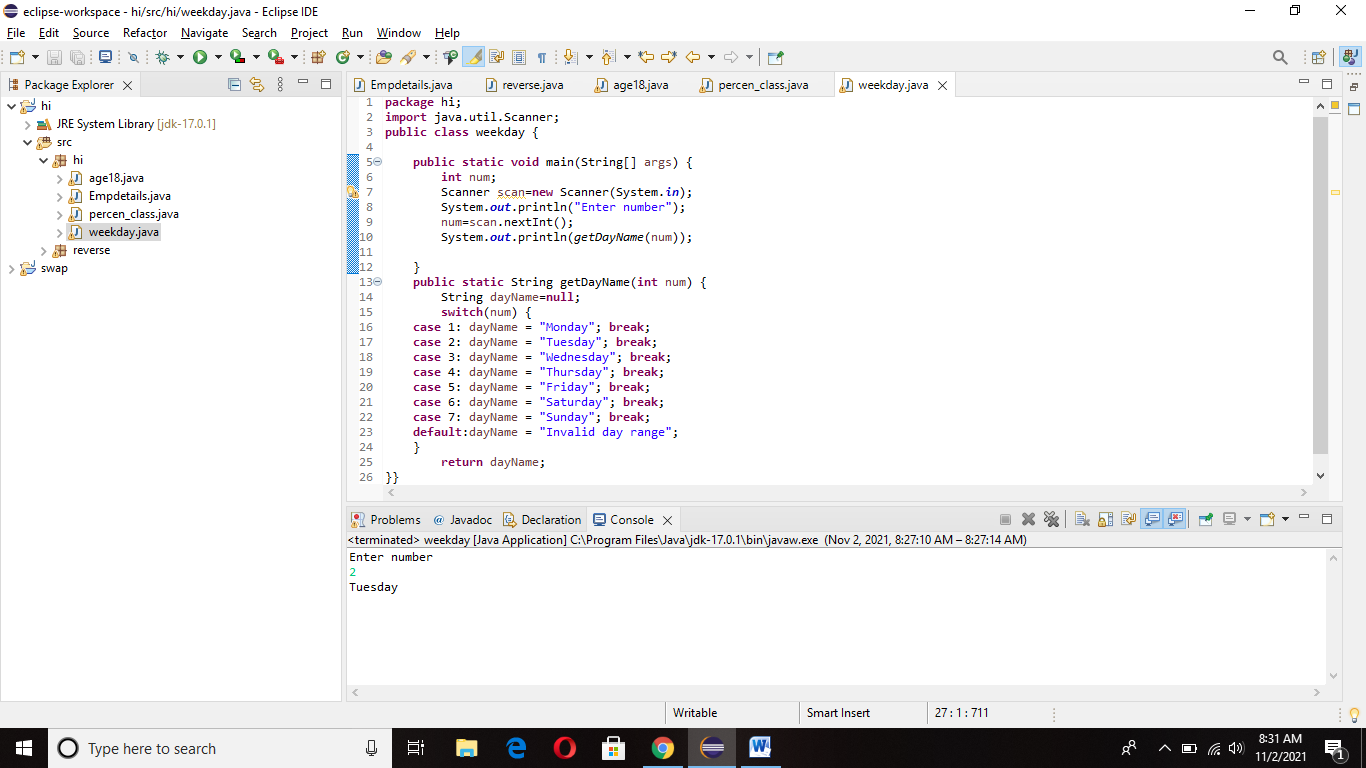 eclipse-workspace - hi/src/hi/weekday.java - Eclipse IDE
File Edit Source Refactor Navigate Search Project Run Window Help
Package Explorer
hi
JRE System Library [jdk-17.0.1]
src
hi
age18.java
Empdetails.java
percen_class.java
weekday.java
reverse
swap
Empdetails.java reverse.java age18.java percen_class.java weekday.java
1 package hi;
2 import java.util.Scanner;
3 public class weekday {
4
5 public static void main(String[] args) {
6 int num;
7 Scanner scan=new Scanner(System.in);
8 System.out.println("Enter number");
9 num=scan.nextInt();
10 System.out.println(getDayName(num));
11
12 }
13 public static String getDayName(int num) {
14 String dayName=null;
15 switch(num) {
16 case 1: dayName = "Monday"; break;
17 case 2: dayName = "Tuesday"; break;
18 case 3: dayName = "Wednesday"; break;
19 case 4: dayName = "Thursday"; break;
20 case 5: dayName = "Friday"; break;
21 case 6: dayName = "Saturday"; break;
22 case 7: dayName = "Sunday"; break;
23 default:dayName = "Invalid day range";
24 }
25 return dayName;
26 }}
Problems @ Javadoc Declaration Console
<terminated> weekday [Java Application] C:\Program Files\Java\jdk-17.0.1\bin\javaw.exe (Nov 2, 2021, 8:27:10 AM – 8:27:14 AM)
Enter number
2
Tuesday
Writable Smart Insert 27 : 1 : 711
Type here to search
8:31 AM
11/2/2021
1